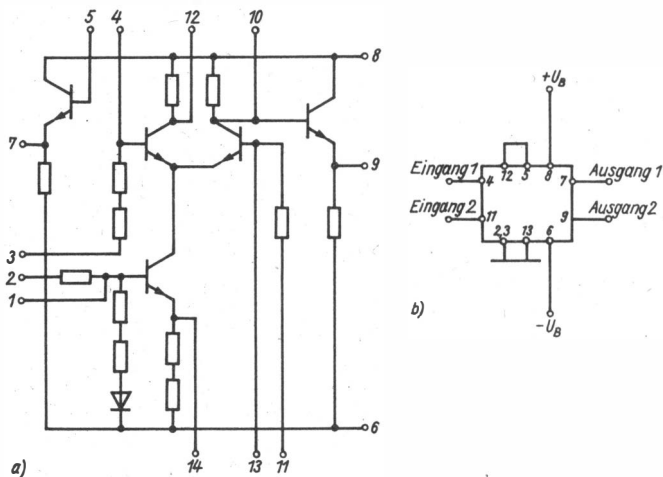 5 4 12 10
8
7
9
3
2
1
6
14 13 11
a)
+U_B
Eingang 1 12 5 8 Ausgang 1
4 7
Eingang 2 11 9 Ausgang 2
2,3 13 6
b)
-U_B